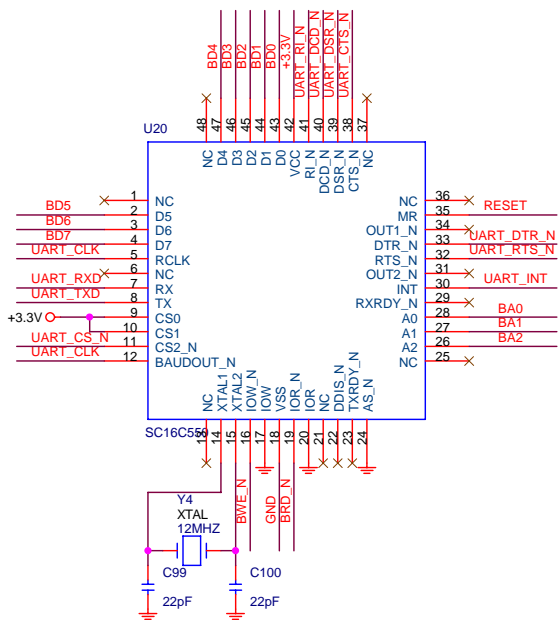 BD4
BD3
BD2
BD1
BD0
+3.3V
UART_RI_N
UART_DCD_N
UART_DSR_N
UART_CTS_N
U20
48
47
46
45
44
43
42
41
40
39
38
37
NC
D4
D3
D2
D1
D0
VCC
RI_N
DCD_N
DSR_N
CTS_N
NC
1 NC
BD5 2 D5
BD6 3 D6
BD7 4 D7
UART_CLK 5 RCLK
6 NC
UART_RXD 7 RX
UART_TXD 8 TX
+3.3V 9 CS0
10 CS1
UART_CS_N 11 CS2_N
UART_CLK 12 BAUDOUT_N
NC 36
MR 35 RESET
OUT1_N 34
DTR_N 33 UART_DTR_N
RTS_N 32 UART_RTS_N
OUT2_N 31
INT 30 UART_INT
RXRDY_N 29
A0 28 BA0
A1 27 BA1
A2 26 BA2
NC 25
NC
XTAL1
XTAL2
IOW_N
IOW
VSS
IOR_N
IOR
NC
DDIS_N
TXRDY_N
AS_N
SC16C550
13
14
15
16
17
18
19
20
21
22
23
24
BWE_N
GND
BRD_N
Y4
XTAL
12MHZ
C99
22pF
C100
22pF